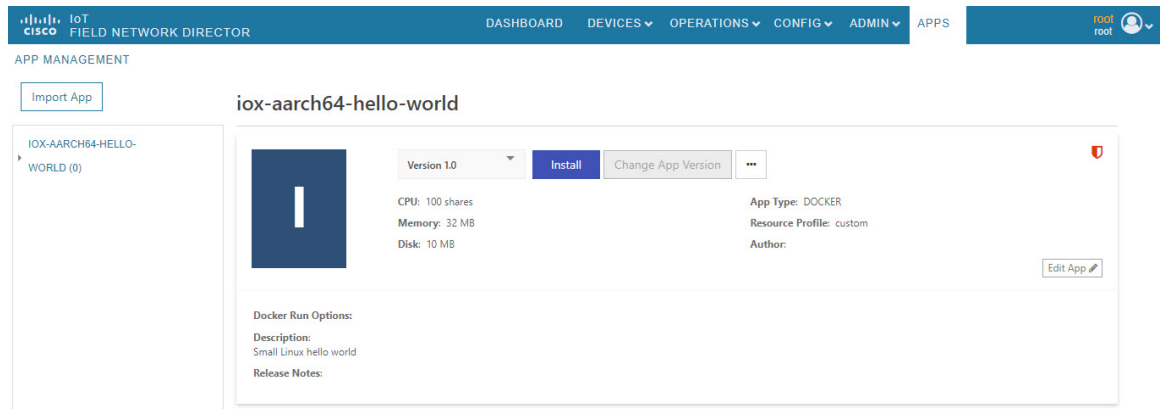 IoT
CISCO FIELD NETWORK DIRECTOR
DASHBOARD DEVICES OPERATIONS CONFIG ADMIN APPS
root
root
APP MANAGEMENT
Import App
iox-aarch64-hello-world
IOX-AARCH64-HELLO-
WORLD (0)
I
Version 1.0 Install Change App Version ...
CPU: 100 shares App Type: DOCKER
Memory: 32 MB Resource Profile: custom
Disk: 10 MB Author:
Edit App
Docker Run Options:
Description:
Small Linux hello world
Release Notes: